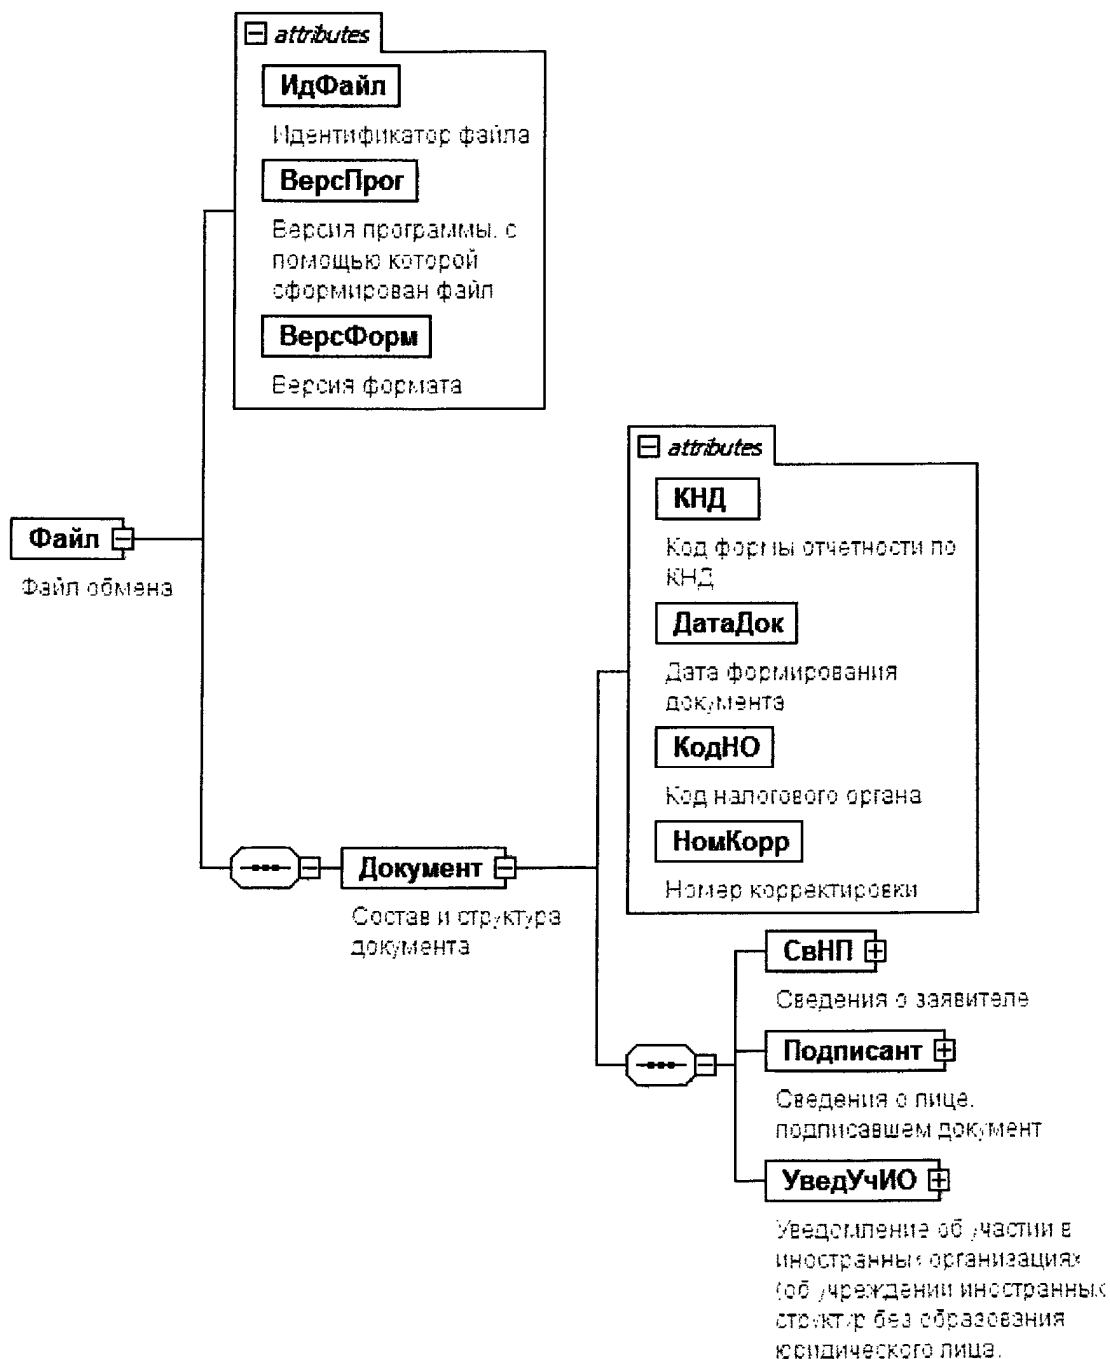 attributes
ИдФайл
Идентификатор файла
ВерсПрог
Версия программы, с
помощью которой
сформирован файл
ВерсФорм
Версия формата
attributes
КНД
Код формы отчетности по
КНД
ДатаДок
Дата формирования
документа
КодНО
Код налогового органа
НомКорр
Номер корректировки
Файл
Файл обмена
Документ
Состав и структура
документа
СвНП
Сведения о заявителе
Подписант
Сведения о лице,
подписавшем документ
УведУчИО
Уведомление об участии в
иностранных организациях
(об учреждении иностранных
структур без образования
юридического лица.